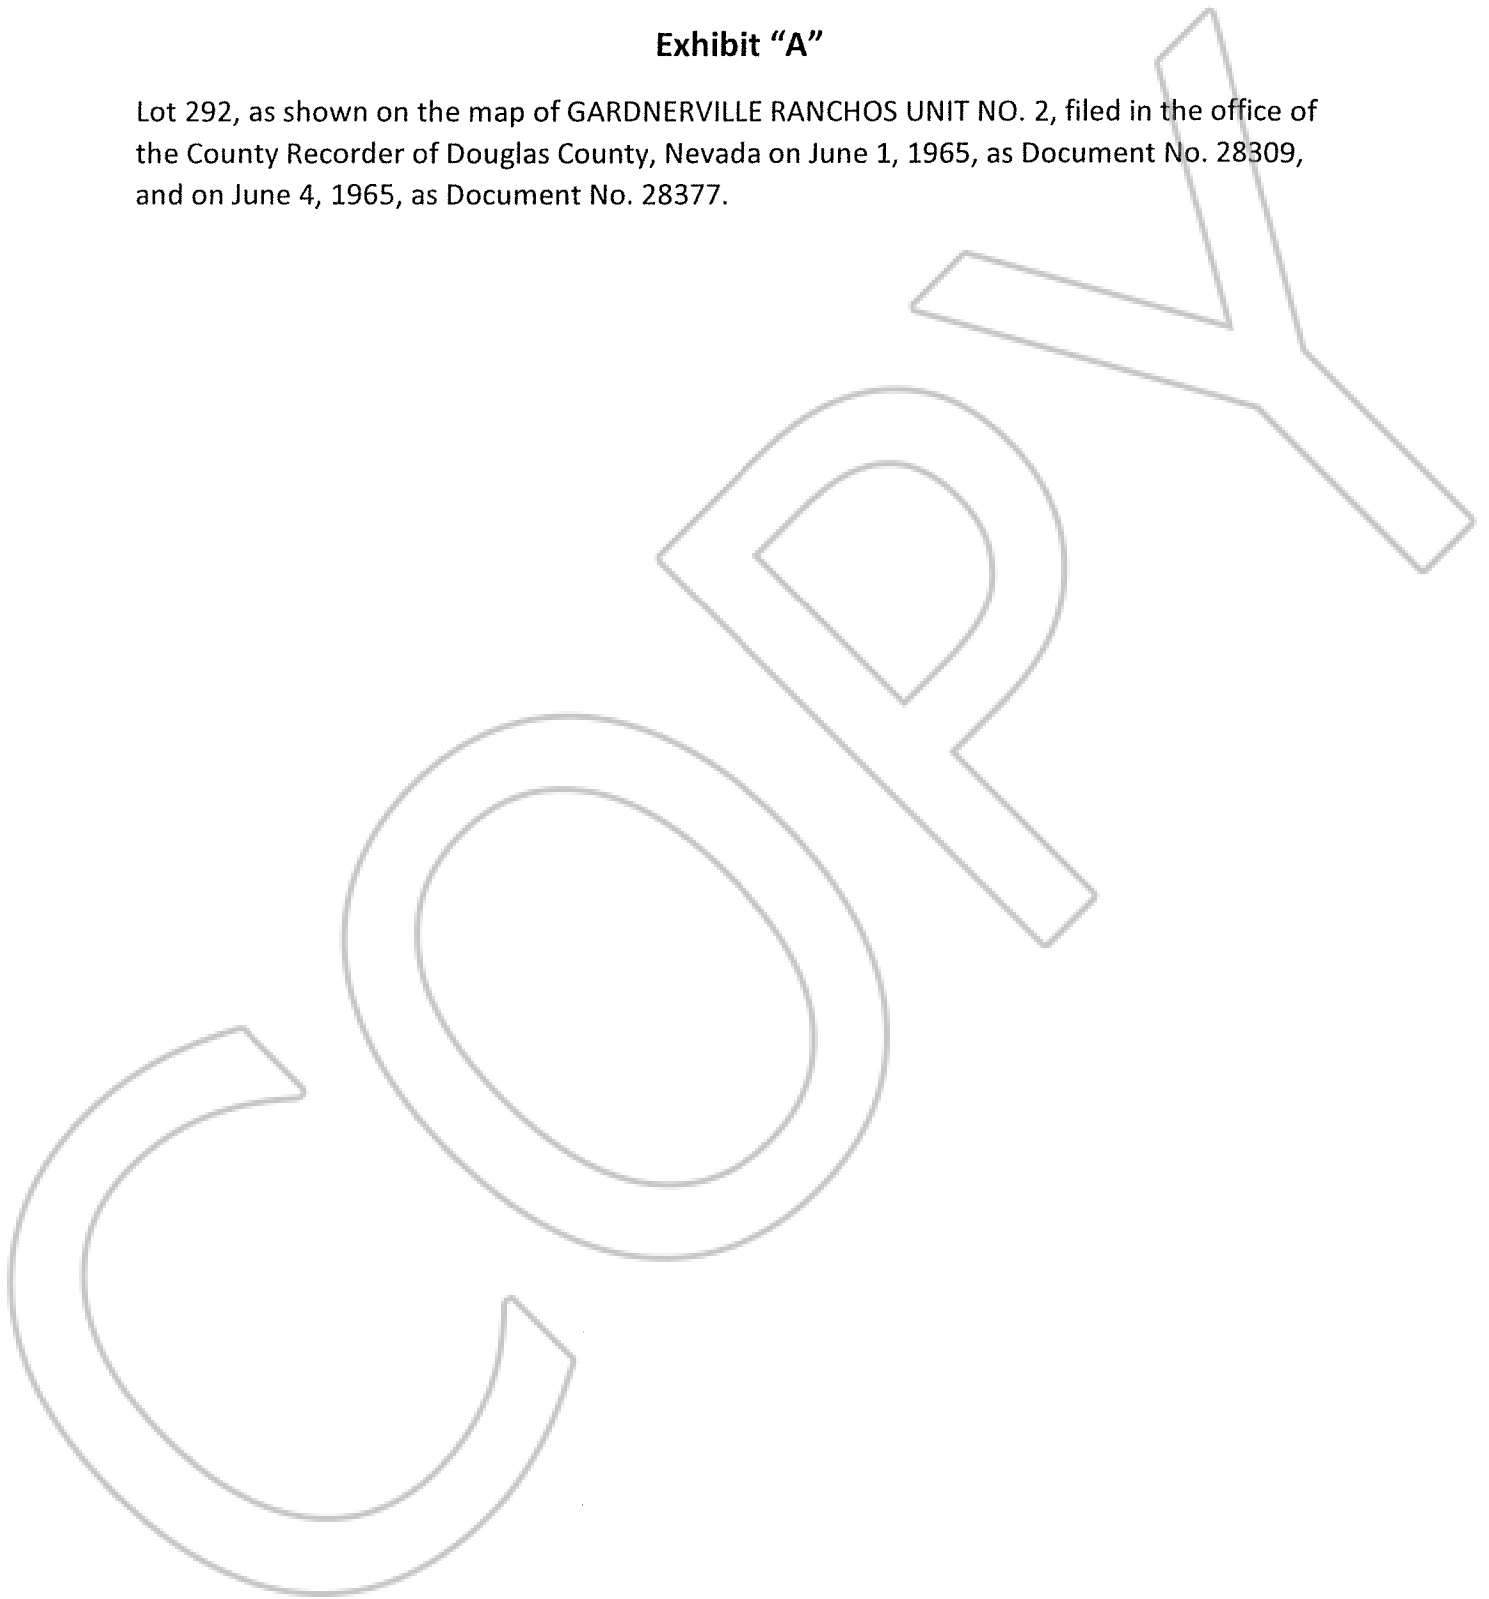 Exhibit “A”
Lot 292, as shown on the map of GARDNERVILLE RANCHOS UNIT NO. 2, filed in the office of
the County Recorder of Douglas County, Nevada on June 1, 1965, as Document No. 28309,
and on June 4, 1965, as Document No. 28377.
COPY